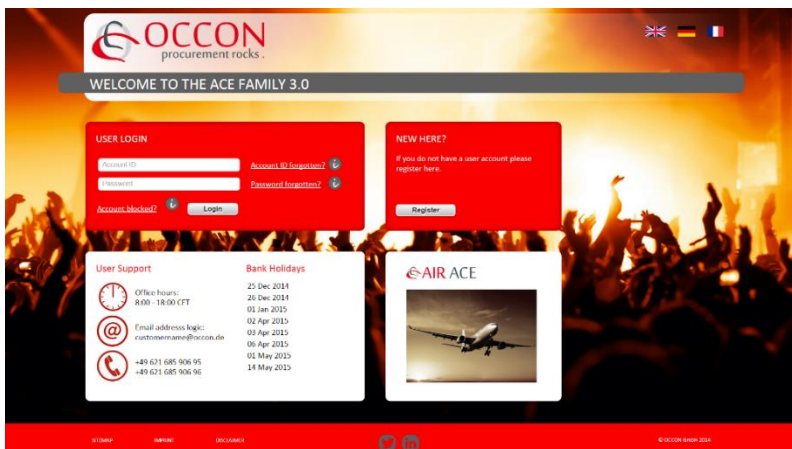 OCCON
procurement rocks.
WELCOME TO THE ACE FAMILY 3.0
USER LOGIN
Account ID
Account ID forgotten?
Password
Password forgotten?
Account blocked?
Login
NEW HERE?
If you do not have a user account please
register here.
Register
User Support
Office hours:
8:00 - 18:00 CET
Email addresss logic:
customername@occon.de
+49 621 685 906 95
+49 621 685 906 96
Bank Holidays
25 Dec 2014
26 Dec 2014
01 Jan 2015
02 Apr 2015
03 Apr 2015
06 Apr 2015
01 May 2015
14 May 2015
AIR ACE
SITEMAP
IMPRINT
DISCLAIMER
© OCCON GmbH 2014